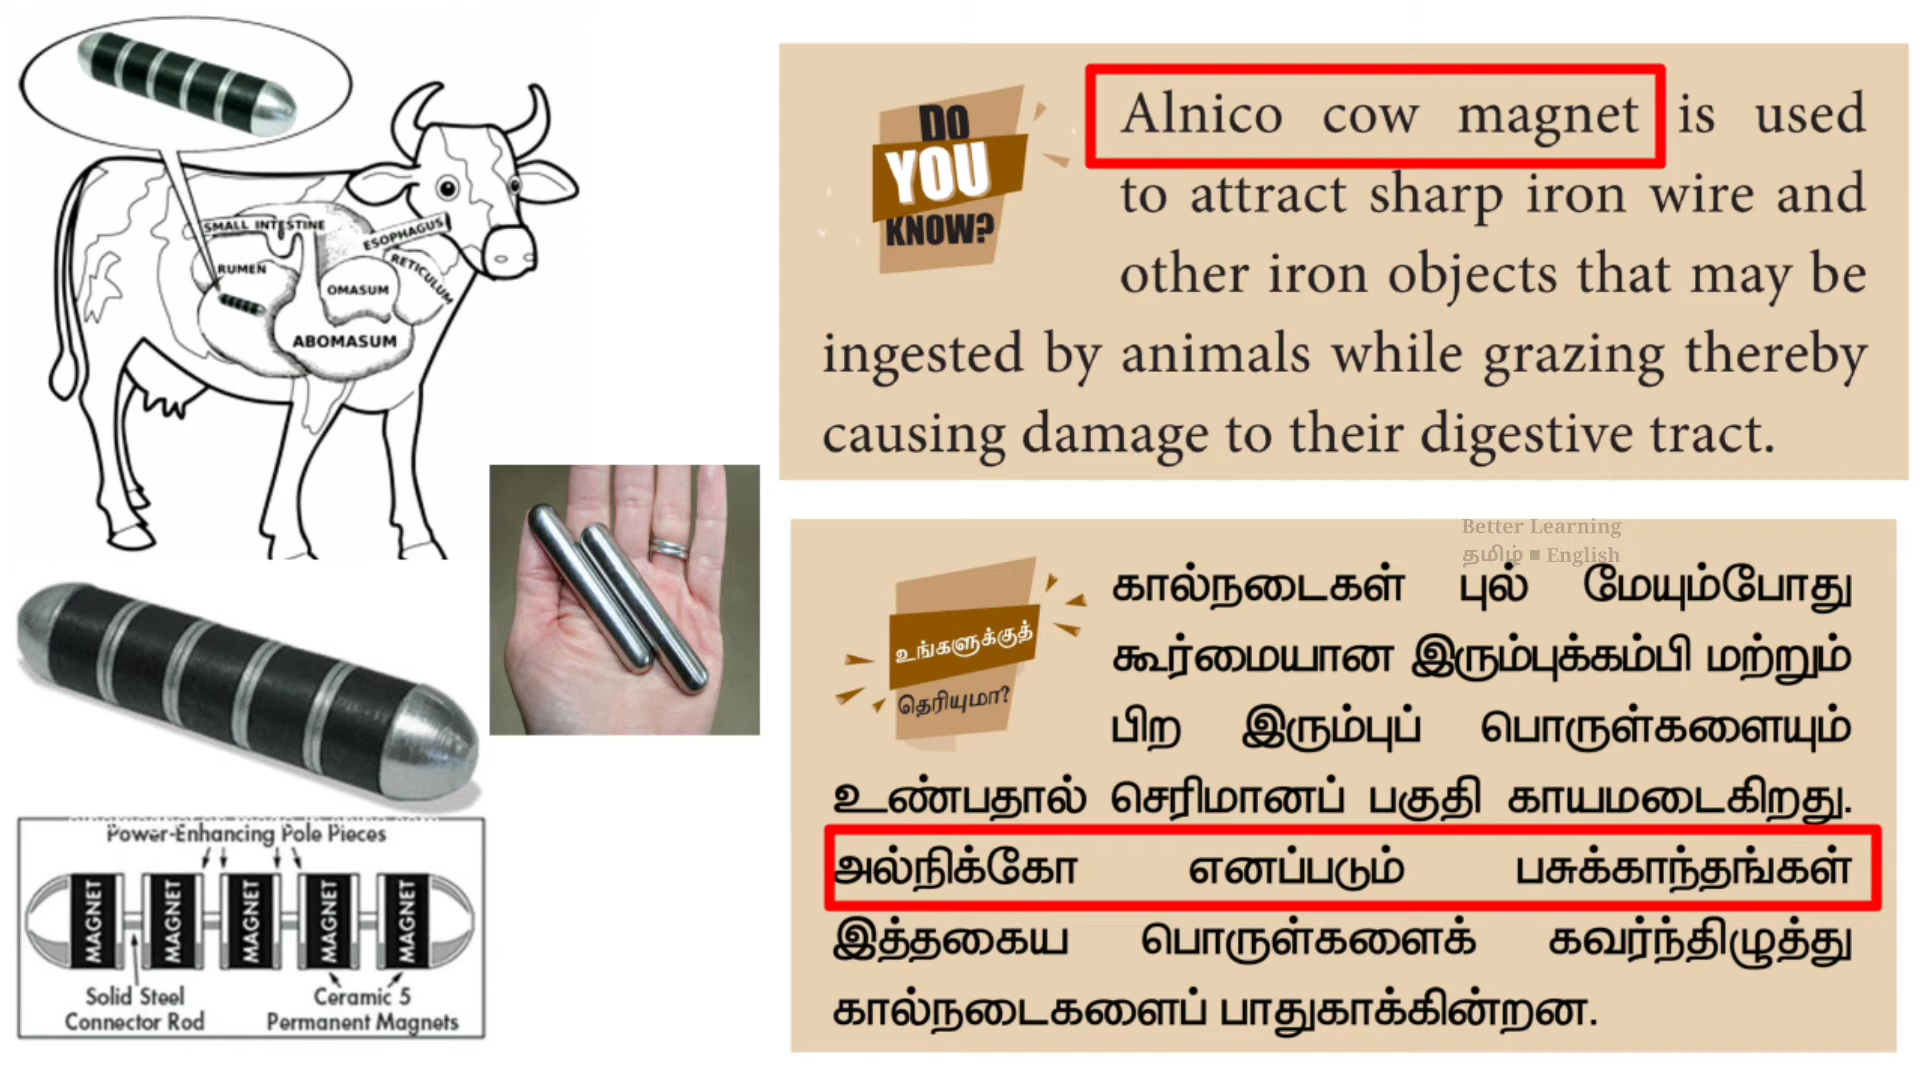 SMALL INTESTINE
ESOPHAGUS
RETICULUM
RUMEN
OMASUM
ABOMASUM
Power-Enhancing Pole Pieces
MAGNET MAGNET MAGNET MAGNET MAGNET
Solid Steel
Connector Rod
Ceramic 5
Permanent Magnets
DO
YOU
KNOW?
Alnico cow magnet is used
to attract sharp iron wire and
other iron objects that may be
ingested by animals while grazing thereby
causing damage to their digestive tract.
Better Learning
தமிழ் ■ English
உங்களுக்குத்
தெரியுமா?
கால்நடைகள் புல் மேயும்போது
கூர்மையான இரும்புக்கம்பி மற்றும்
பிற இரும்புப் பொருள்களையும்
உண்பதால் செரிமானப் பகுதி காயமடைகிறது.
அல்நிக்கோ எனப்படும் பசுக்காந்தங்கள்
இத்தகைய பொருள்களைக் கவர்ந்திழுத்து
கால்நடைகளைப் பாதுகாக்கின்றன.